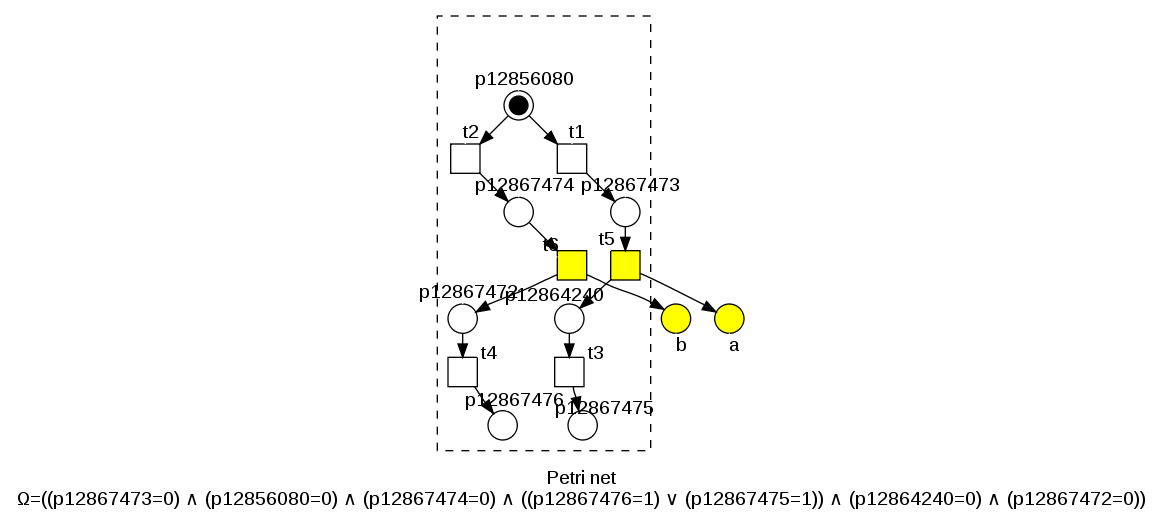 p12856080
t2
t1
p12867474
p12867473
t6
t5
p12867472
p12864240
b
a
t4
t3
p12867476
p12867475
Petri net
Ω=((p12867473=0) ∧ (p12856080=0) ∧ (p12867474=0) ∧ ((p12867476=1) ∨ (p12867475=1)) ∧ (p12864240=0) ∧ (p12867472=0))